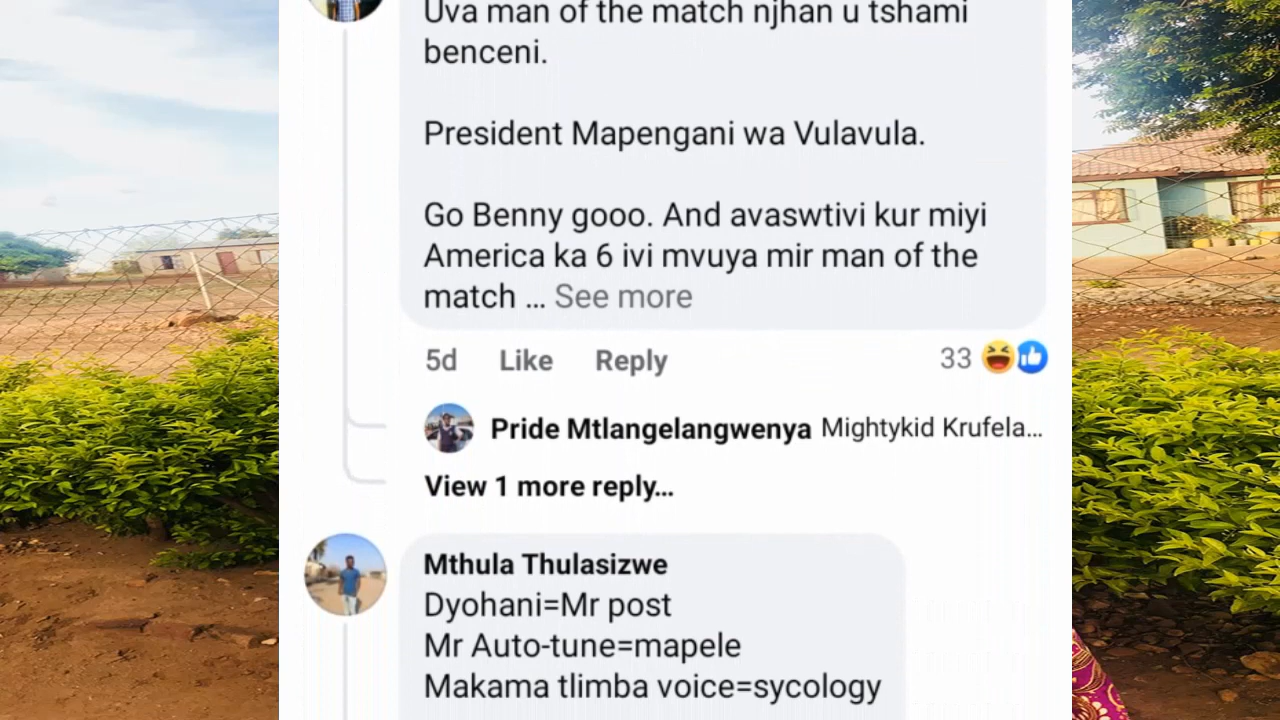 Uva man of the match njhan u tshami
benceni.
President Mapengani wa Vulavula.
Go Benny gooo. And avaswtivi kur miyi
America ka 6 ivi mvuya mir man of the
match ... See more
5d Like Reply 33
Pride Mtlangelangwenya Mightykid Krufela...
View 1 more reply...
Mthula Thulasizwe
Dyohani=Mr post
Mr Auto-tune=mapele
Makama tlimba voice=sycology